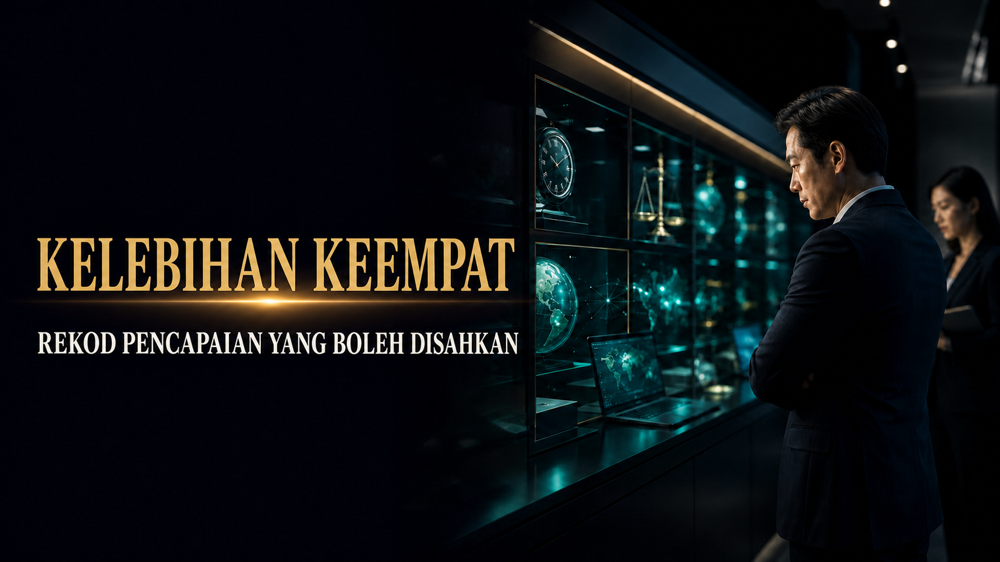 KELEBIHAN KEEMPAT
REKOD PENCAPAIAN YANG BOLEH DISAHKAN